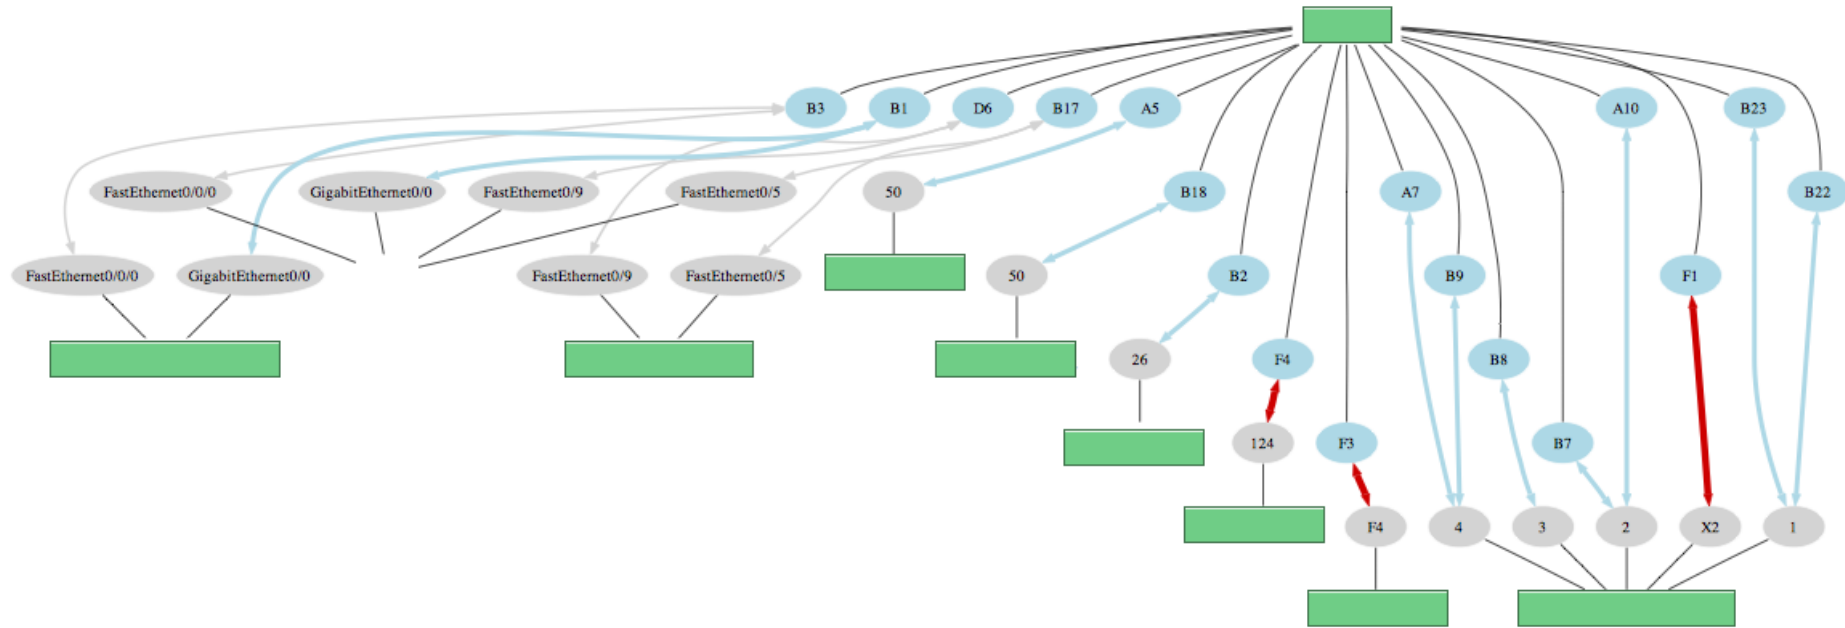 B3
B1
D6
B17
A5
A10
B23
FastEthernet0/0/0
GigabitEthernet0/0
FastEthernet0/9
FastEthernet0/5
50
B18
A7
B22
FastEthernet0/0/0
GigabitEthernet0/0
FastEthernet0/9
FastEthernet0/5
50
B2
B9
F1
26
F4
B8
124
F3
B7
F4
4
3
2
X2
1